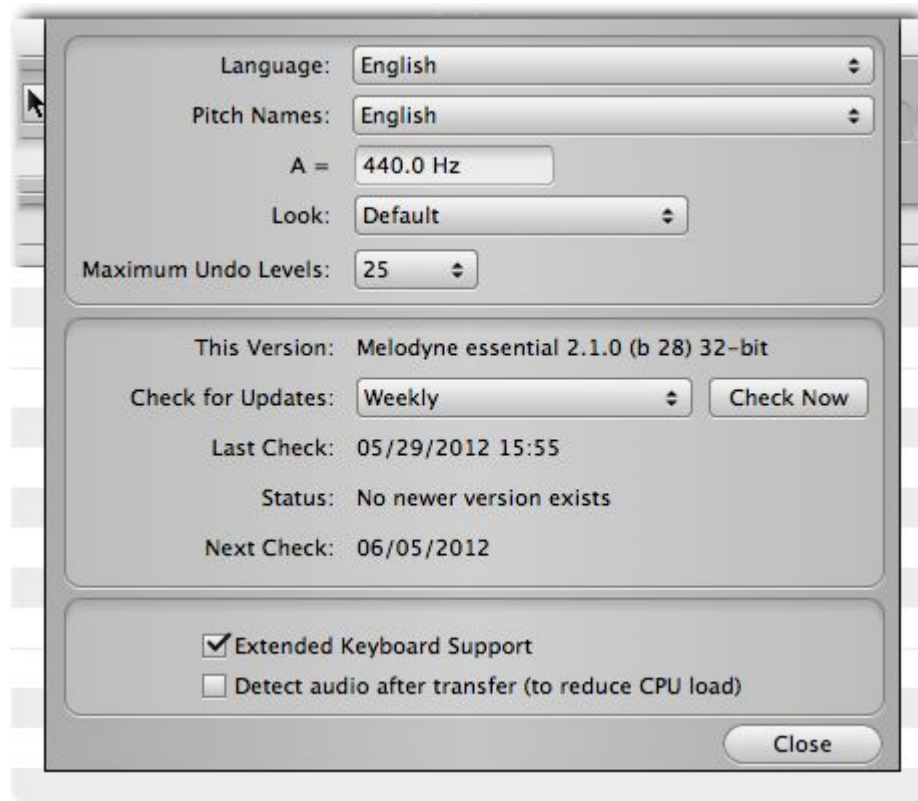 Language: English
Pitch Names: English
A = 440.0 Hz
Look: Default
Maximum Undo Levels: 25
This Version: Melodyne essential 2.1.0 (b 28) 32-bit
Check for Updates: Weekly Check Now
Last Check: 05/29/2012 15:55
Status: No newer version exists
Next Check: 06/05/2012
Extended Keyboard Support
Detect audio after transfer (to reduce CPU load)
Close